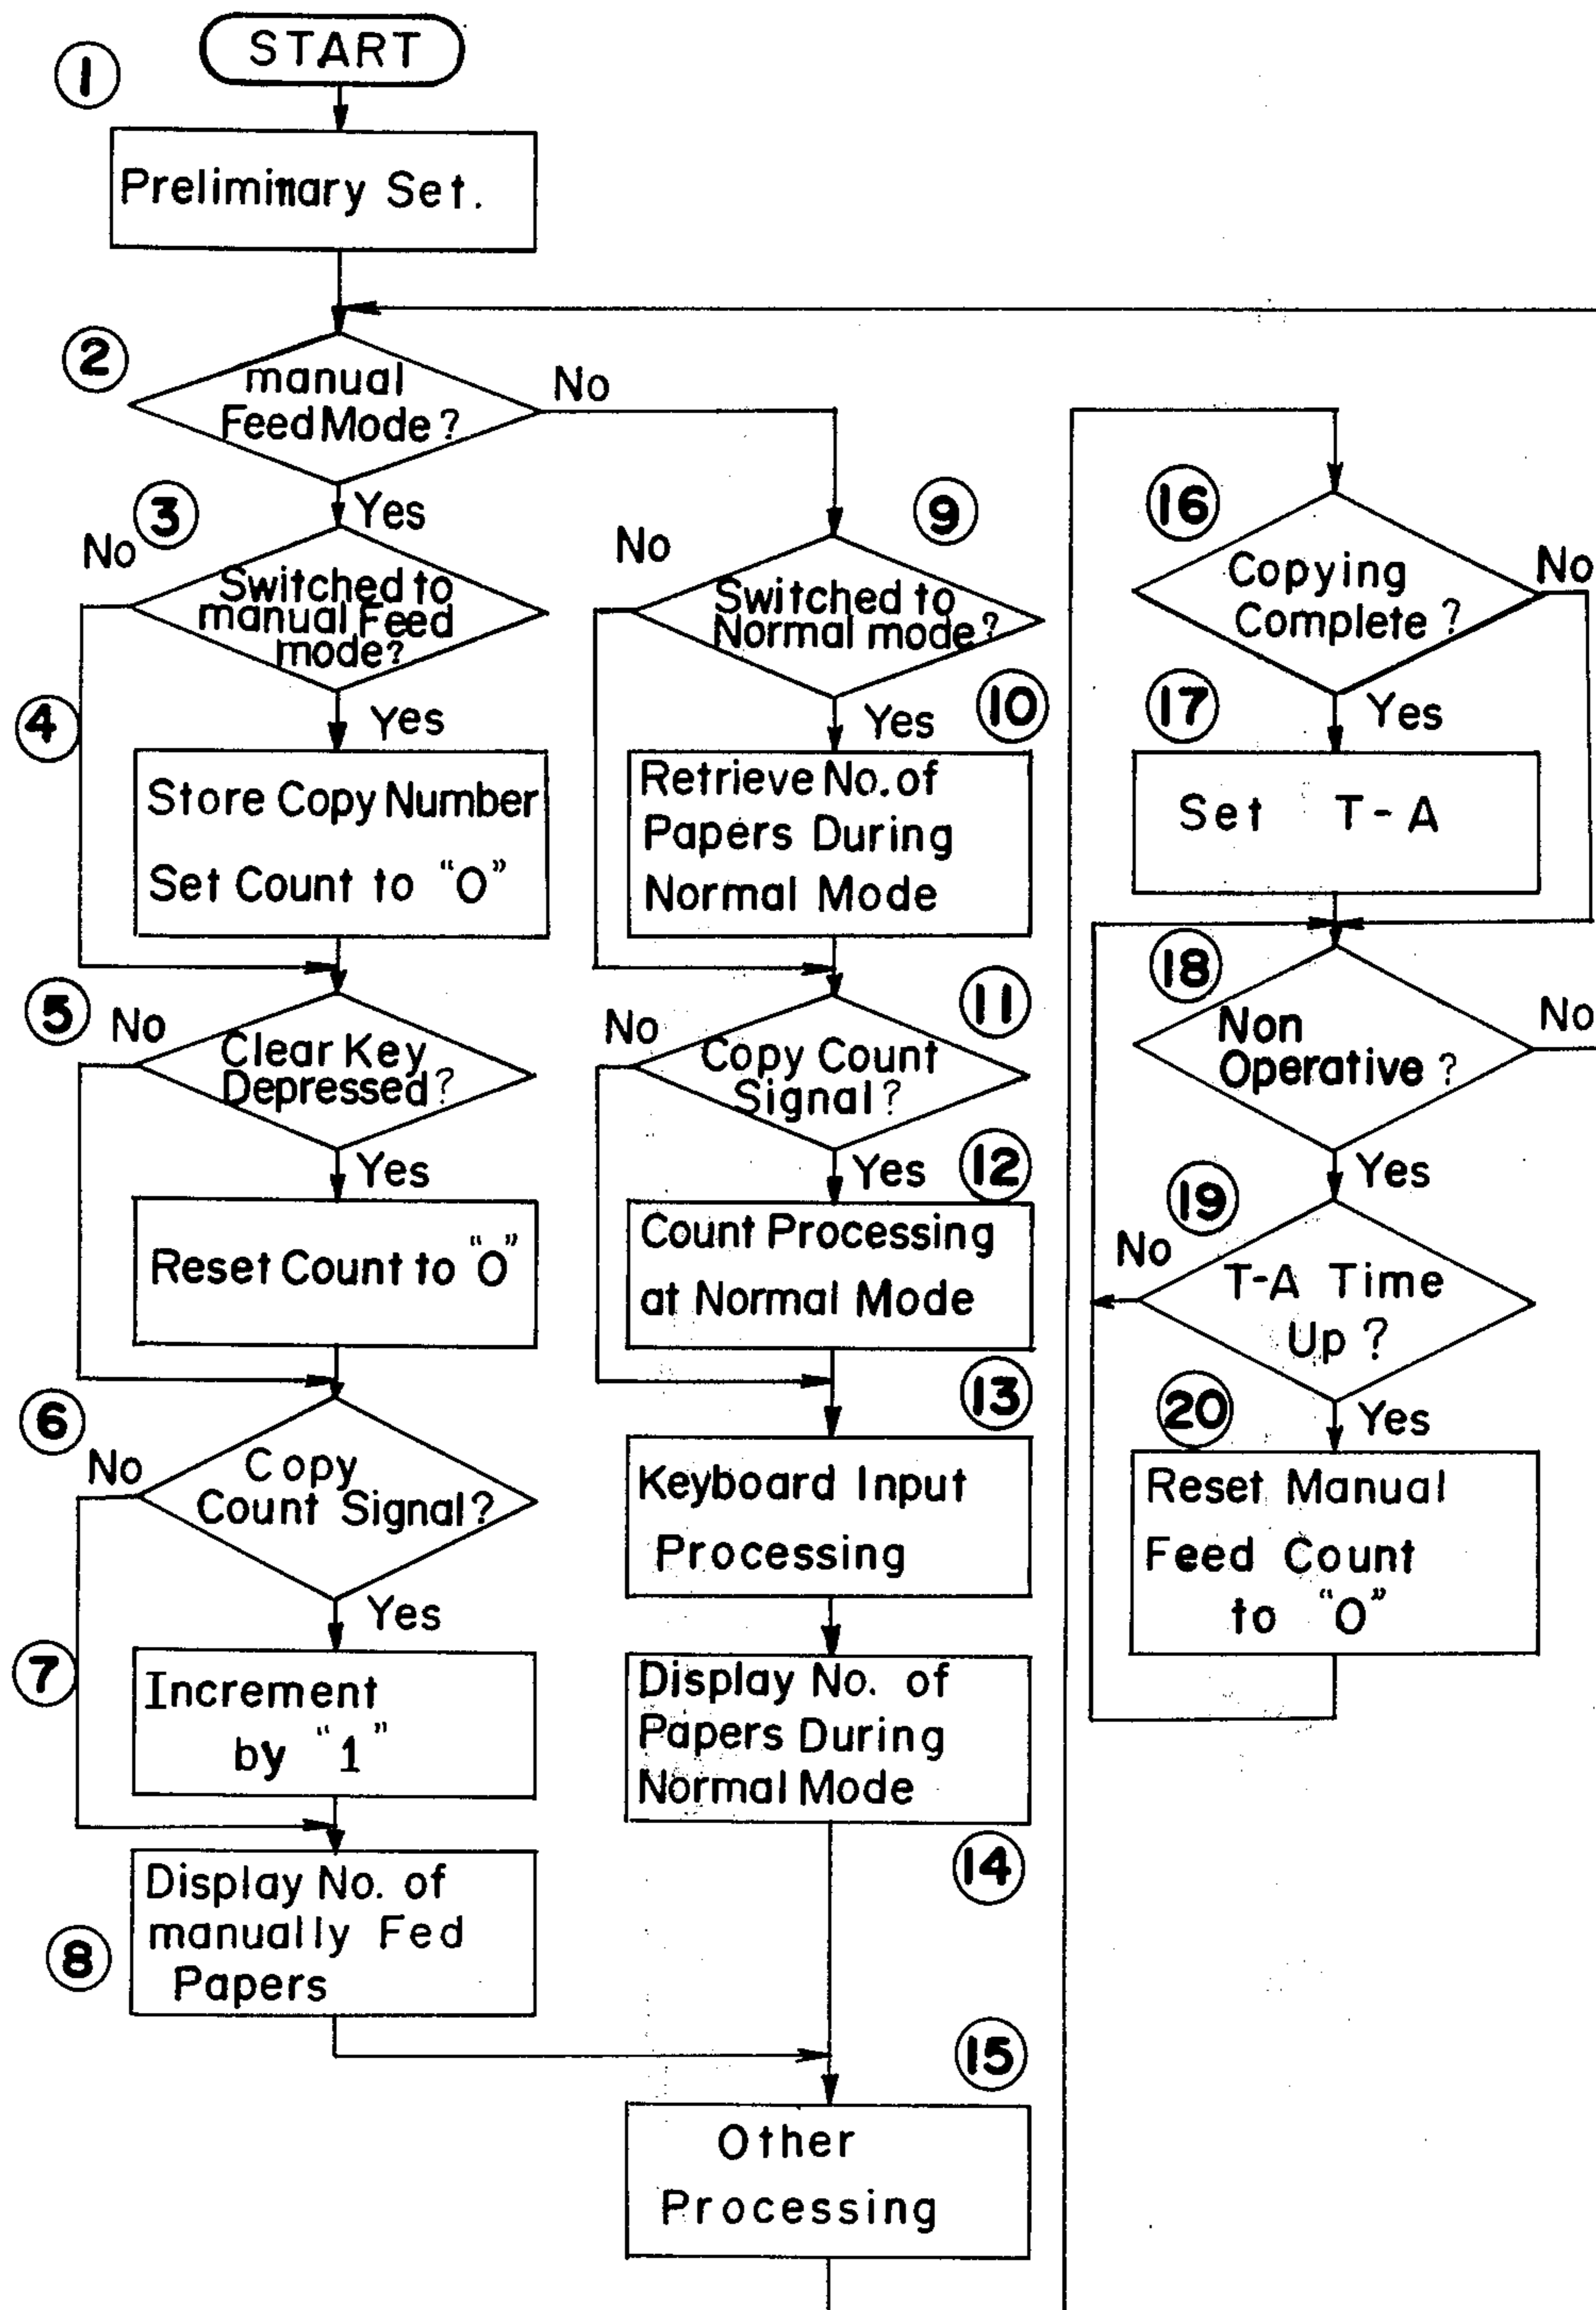 1
START
Preliminary Set.
2
manual
Feed Mode?
No
Yes
3
No
Switched to
manual Feed
mode?
Yes
4
Store Copy Number
Set Count to "0"
5
No
Clear Key
Depressed?
Yes
Reset Count to "0"
6
No
Copy
Count Signal?
Yes
7
Increment
by "1"
8
Display No. of
manually Fed
Papers
9
No
Switched to
Normal mode?
Yes
10
Retrieve No. of
Papers During
Normal Mode
11
No
Copy Count
Signal?
Yes
12
Count Processing
at Normal Mode
13
Keyboard Input
Processing
Display No. of
Papers During
Normal Mode
14
15
Other
Processing
16
Copying
Complete?
No
Yes
17
Set T-A
18
Non
Operative?
No
Yes
19
No
T-A Time
Up?
Yes
20
Reset Manual
Feed Count
to "0"